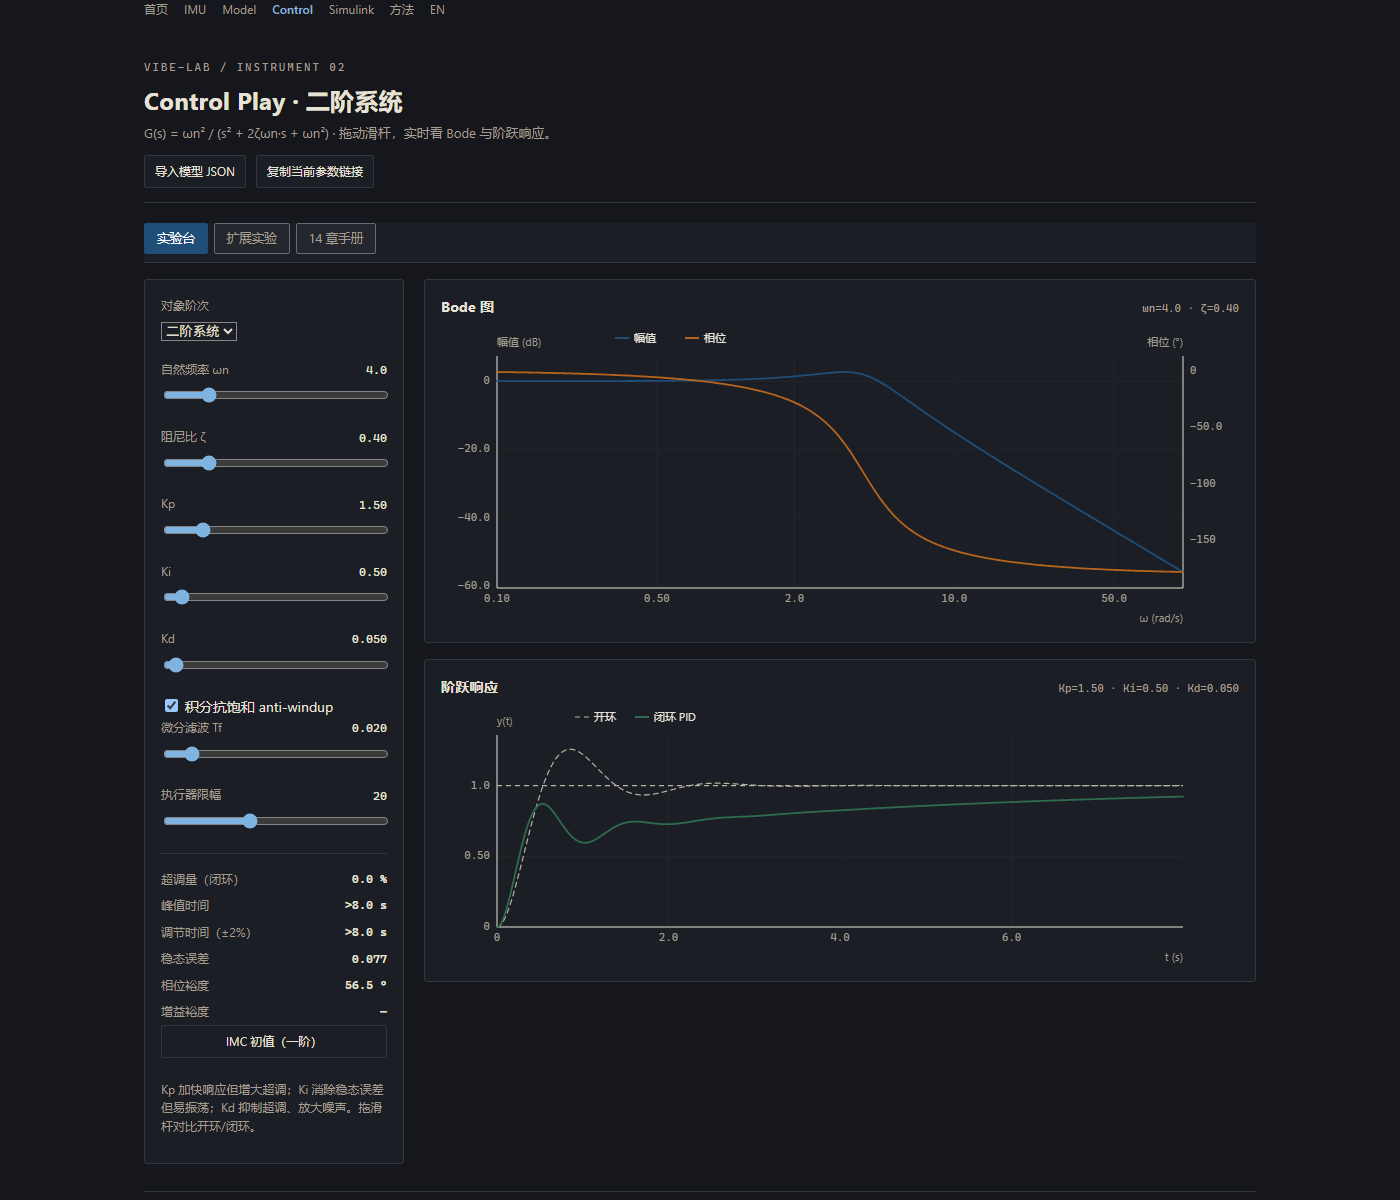 首页 IMU Model Control Simulink 方法 EN
VIBE-LAB / INSTRUMENT 02
Control Play · 二阶系统
G(s) = ωn² / (s² + 2ζωn·s + ωn²) · 拖动滑杆，实时看 Bode 与阶跃响应。
导入模型 JSON 复制当前参数链接
实验台 扩展实验 14 章手册
对象阶次
二阶系统
自然频率 ωn 4.0
阻尼比 ζ 0.40
Kp 1.50
Ki 0.50
Kd 0.050
积分抗饱和 anti-windup
微分滤波 Tf 0.020
执行器限幅 20
超调量（闭环） 0.0 %
峰值时间 >8.0 s
调节时间（±2%） >8.0 s
稳态误差 0.077
相位裕度 56.5 °
增益裕度 —
IMC 初值（一阶）
Kp 加快响应但增大超调；Ki 消除稳态误差
但易振荡；Kd 抑制超调、放大噪声。拖滑
杆对比开环/闭环。
Bode 图 ωn=4.0 · ζ=0.40
幅值 (dB) 幅值 相位 相位 (°)
0 0
−20.0 −50.0
−40.0 −100
−60.0 −150
0.10 0.50 2.0 10.0 50.0
ω (rad/s)
阶跃响应 Kp=1.50 · Ki=0.50 · Kd=0.050
y(t) 开环 闭环 PID
1.0
0.50
0
0 2.0 4.0 6.0
t (s)